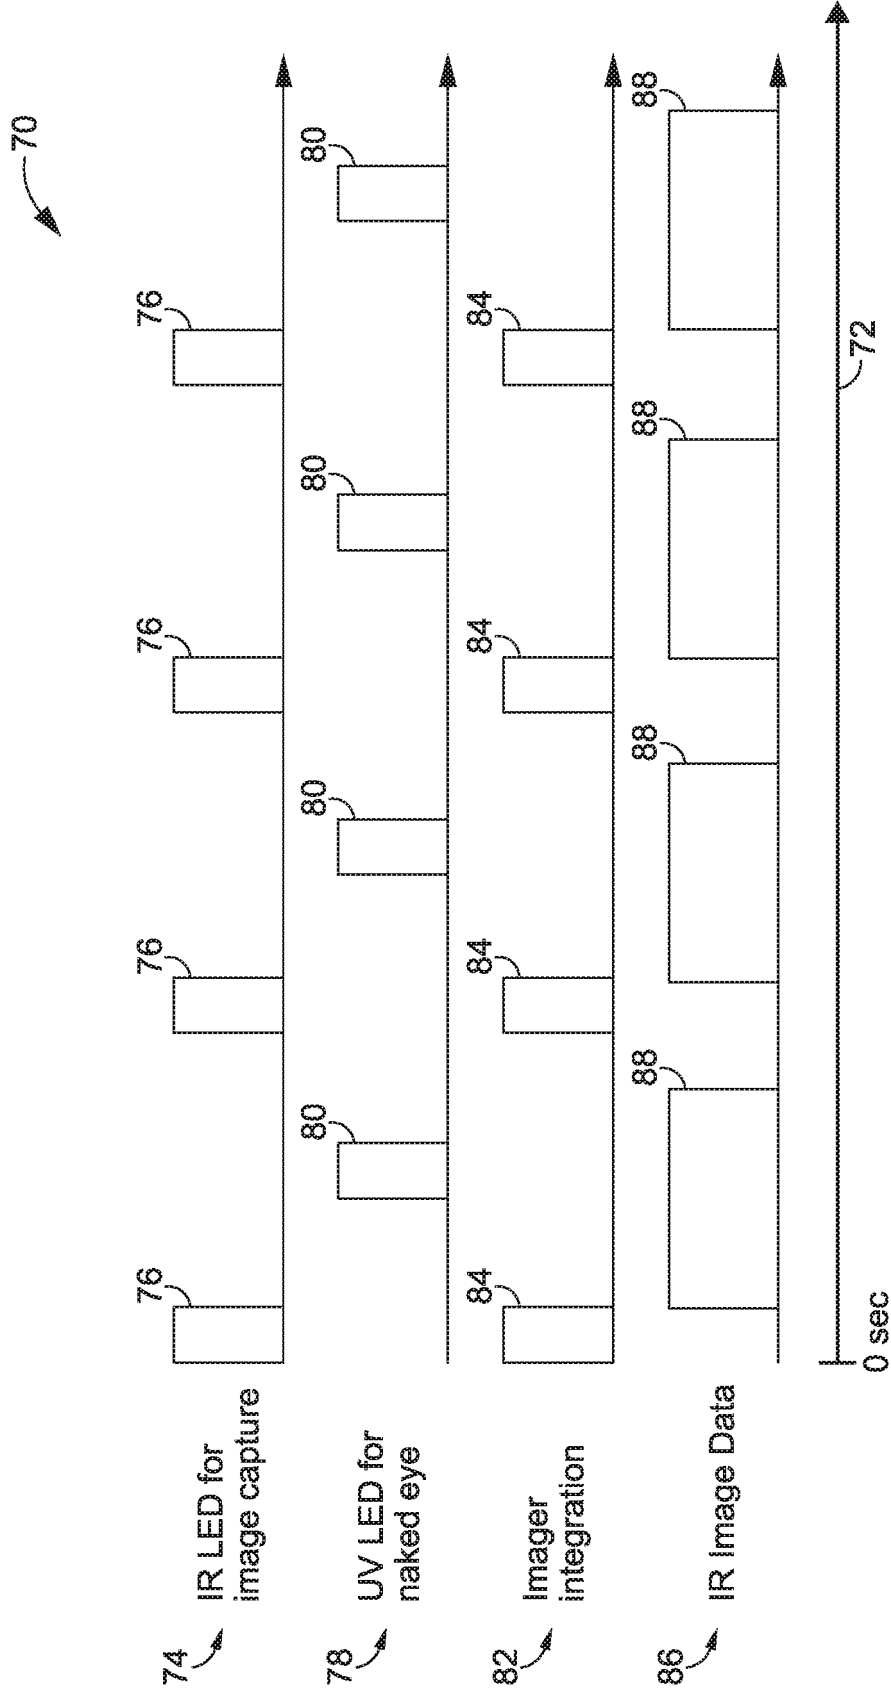 70
74
IR LED for
image capture
76
76
76
76
78
UV LED for
naked eye
80
80
80
80
82
Imager
integration
84
84
84
84
86
IR Image Data
88
88
88
88
0 sec
72